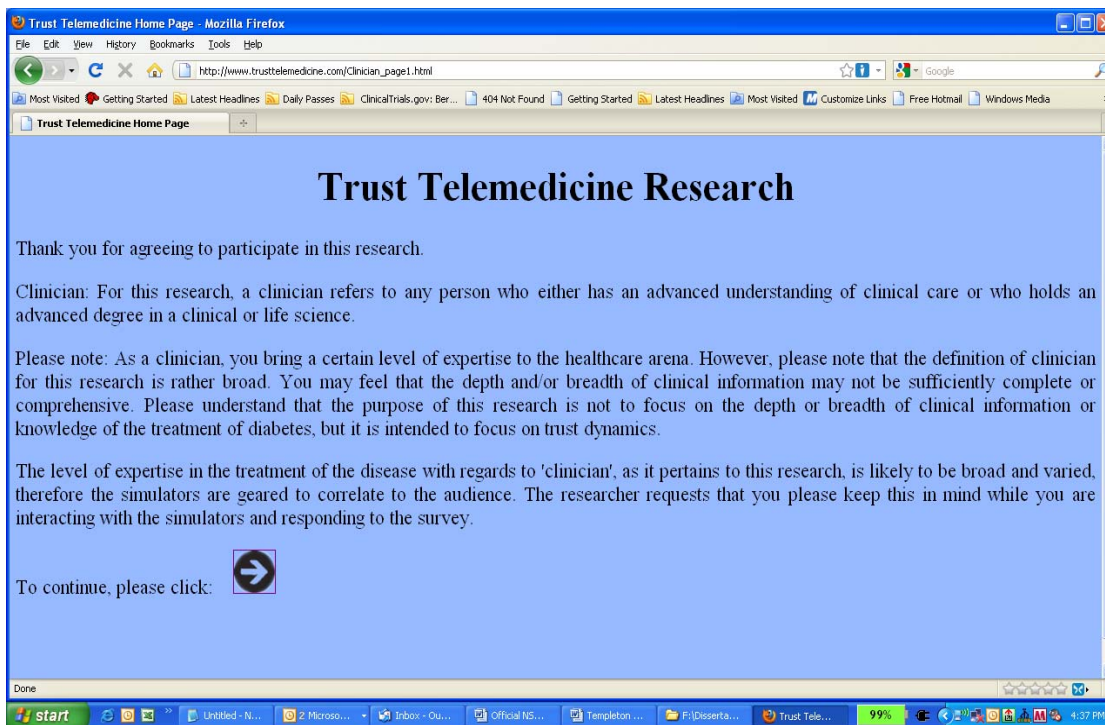 Trust Telemedicine Home Page - Mozilla Firefox
File Edit View History Bookmarks Tools Help
http://www.trusttelemedicine.com/Clinician_page1.html
Google
Most Visited Getting Started Latest Headlines Daily Passes ClinicalTrials.gov: Ber... 404 Not Found Getting Started Latest Headlines Most Visited Customize Links Free Hotmail Windows Media
Trust Telemedicine Home Page
Trust Telemedicine Research
Thank you for agreeing to participate in this research.
Clinician: For this research, a clinician refers to any person who either has an advanced understanding of clinical care or who holds an
advanced degree in a clinical or life science.
Please note: As a clinician, you bring a certain level of expertise to the healthcare arena. However, please note that the definition of clinician
for this research is rather broad. You may feel that the depth and/or breadth of clinical information may not be sufficiently complete or
comprehensive. Please understand that the purpose of this research is not to focus on the depth or breadth of clinical information or
knowledge of the treatment of diabetes, but it is intended to focus on trust dynamics.
The level of expertise in the treatment of the disease with regards to 'clinician', as it pertains to this research, is likely to be broad and varied,
therefore the simulators are geared to correlate to the audience. The researcher requests that you please keep this in mind while you are
interacting with the simulators and responding to the survey.
To continue, please click:
Done
start Untitled - N... 2 Microso... Inbox - Ou... Official NS... Templeton ... F:\Disserta... Trust Tele... 99% 4:37 PM